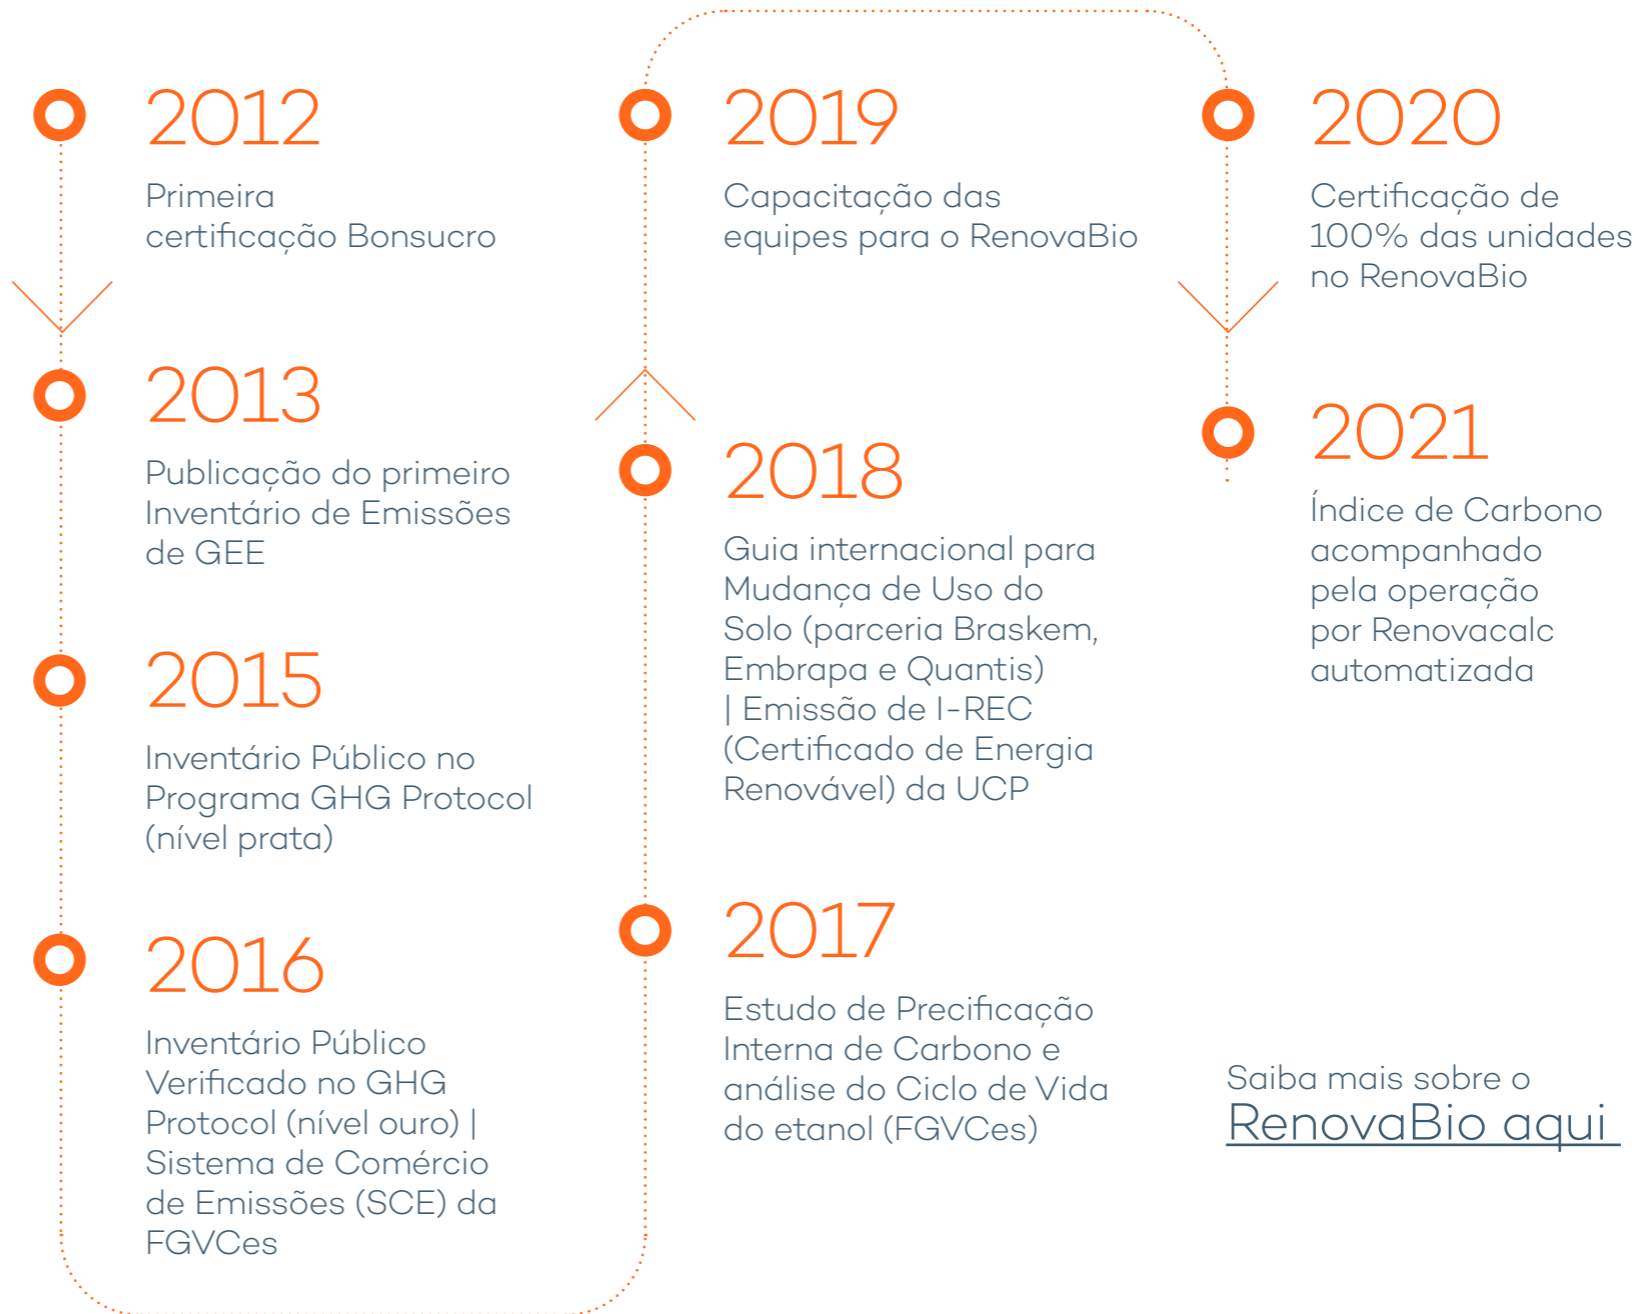 2012
Primeira
certificação Bonsucro
2013
Publicação do primeiro
Inventário de Emissões
de GEE
2015
Inventário Público no
Programa GHG Protocol
(nível prata)
2016
Inventário Público
Verificado no GHG
Protocol (nível ouro) |
Sistema de Comércio
de Emissões (SCE) da
FGVCes
2017
Estudo de Precificação
Interna de Carbono e
análise do Ciclo de Vida
do etanol (FGVCes)
2018
Guia internacional para
Mudança de Uso do
Solo (parceria Braskem,
Embrapa e Quantis)
| Emissão de I-REC
(Certificado de Energia
Renovável) da UCP
2019
Capacitação das
equipes para o RenovaBio
2020
Certificação de
100% das unidades
no RenovaBio
2021
Índice de Carbono
acompanhado
pela operação
por Renovacalc
automatizada
Saiba mais sobre o
RenovaBio aqui